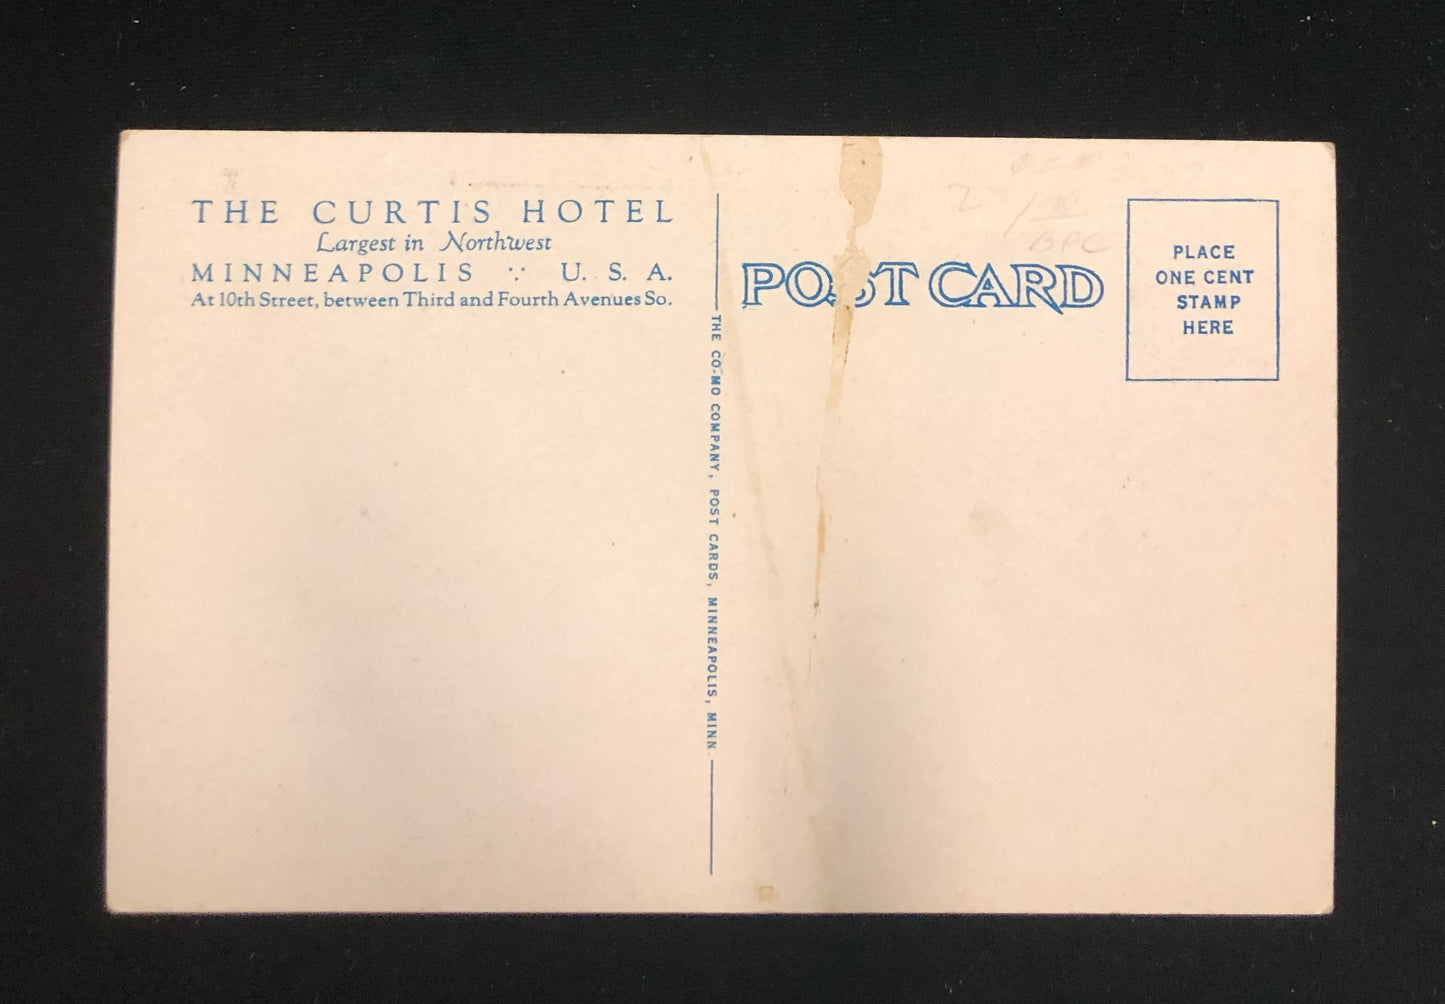 THE CURTIS HOTEL
Largest in Northwest
MINNEAPOLIS ∵ U. S. A.
At 10th Street, between Third and Fourth Avenues So.
THE CO-MO COMPANY, POST CARDS, MINNEAPOLIS, MINN.
POST CARD
BPC
PLACE
ONE CENT
STAMP
HERE